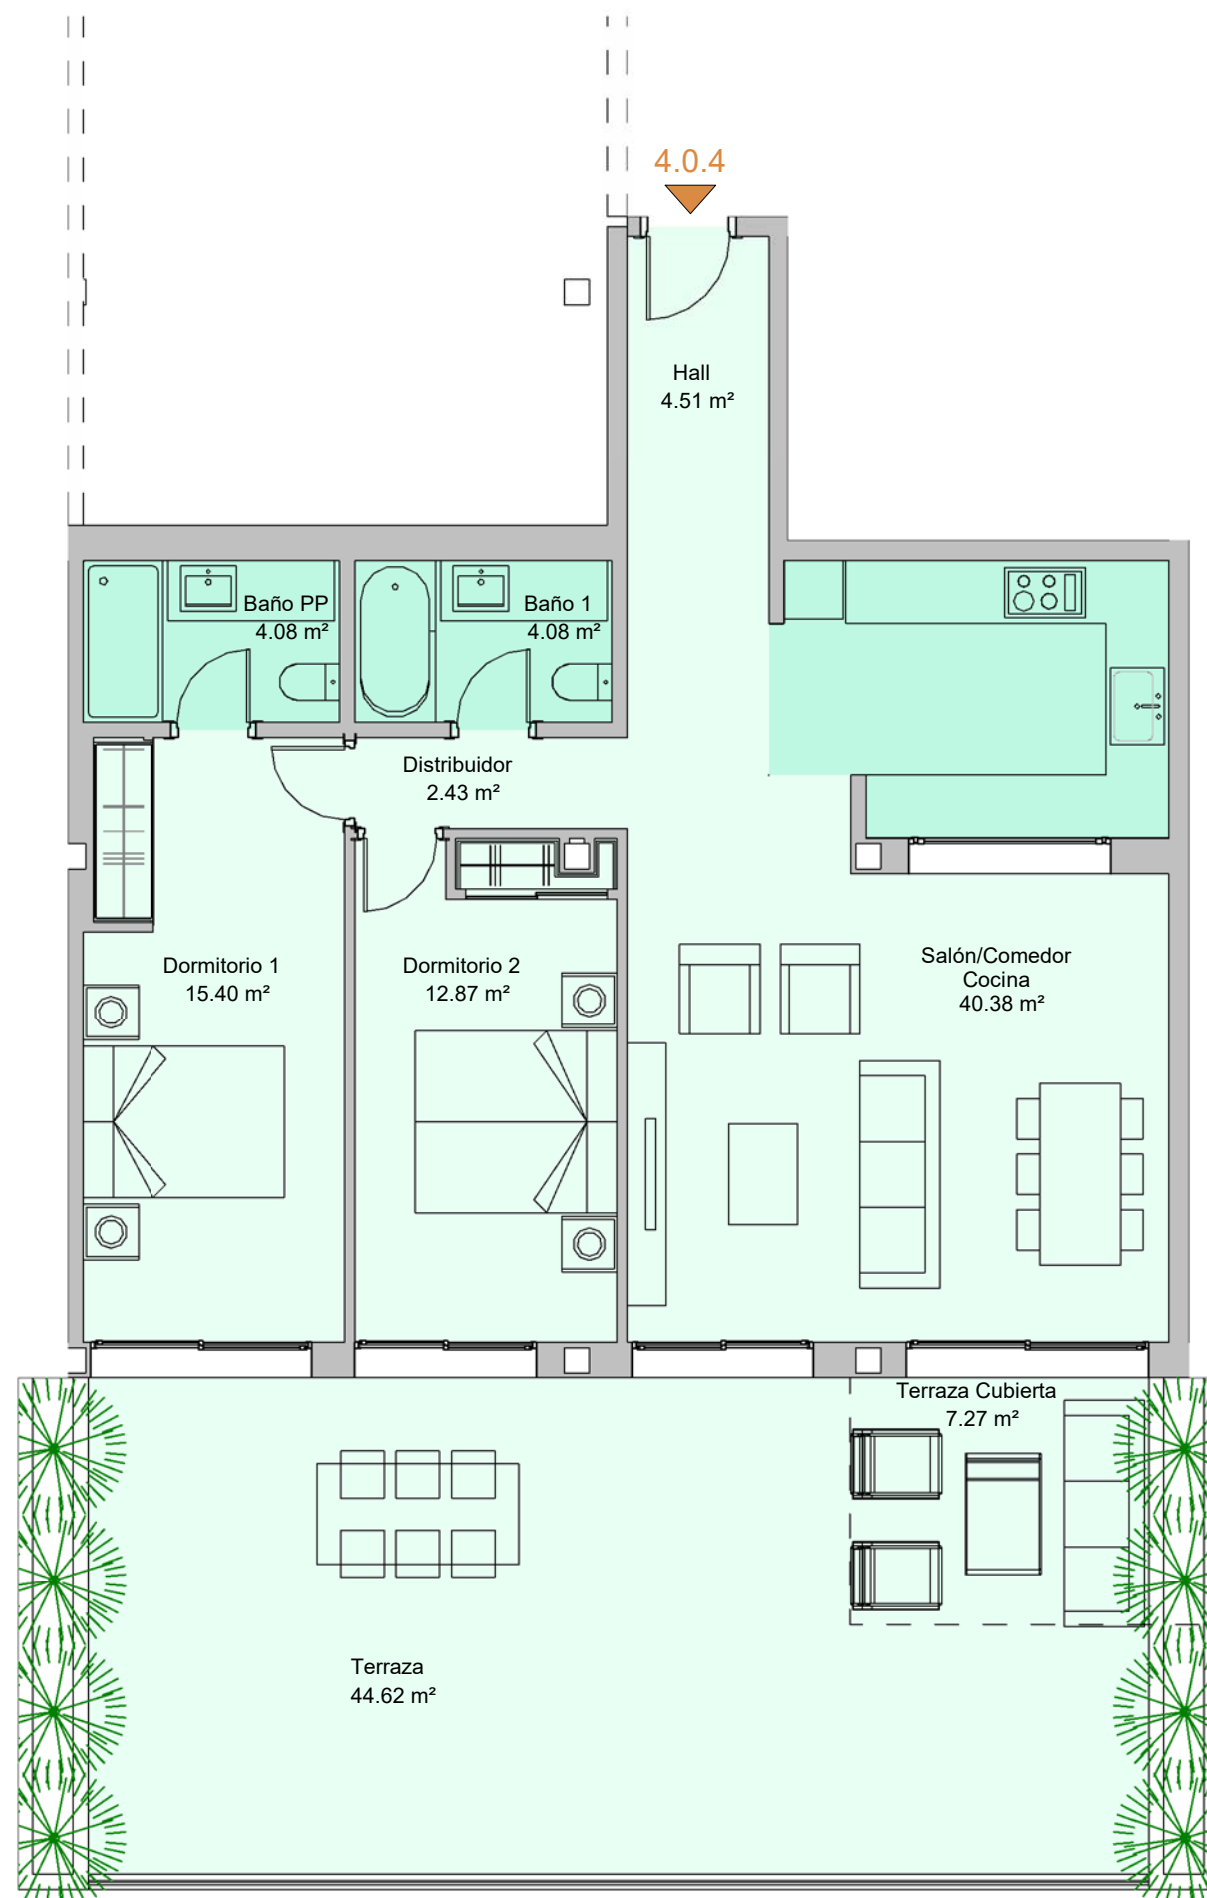 4.0.4
Hall
4.51 m²
Baño PP
4.08 m²
Baño 1
4.08 m²
Distribuidor
2.43 m²
Dormitorio 1
15.40 m²
Dormitorio 2
12.87 m²
Salón/Comedor
Cocina
40.38 m²
Terraza Cubierta
7.27 m²
Terraza
44.62 m²